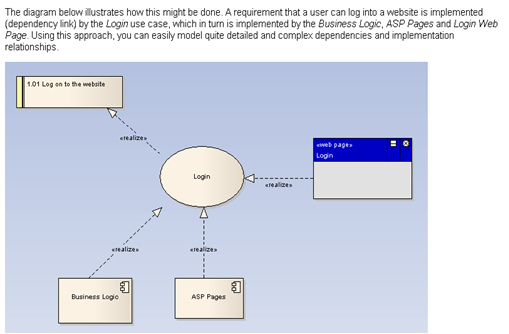 The diagram below illustrates how this might be done. A requirement that a user can log into a website is implemented
(dependency link) by the Login use case, which in turn is implemented by the Business Logic, ASP Pages and Login Web
Page. Using this approach, you can easily model quite detailed and complex dependencies and implementation
relationships.
1.01 Log on to the website
«realize»
«web page»
Login
Login
«realize»
«realize»
«realize»
Business Logic
ASP Pages